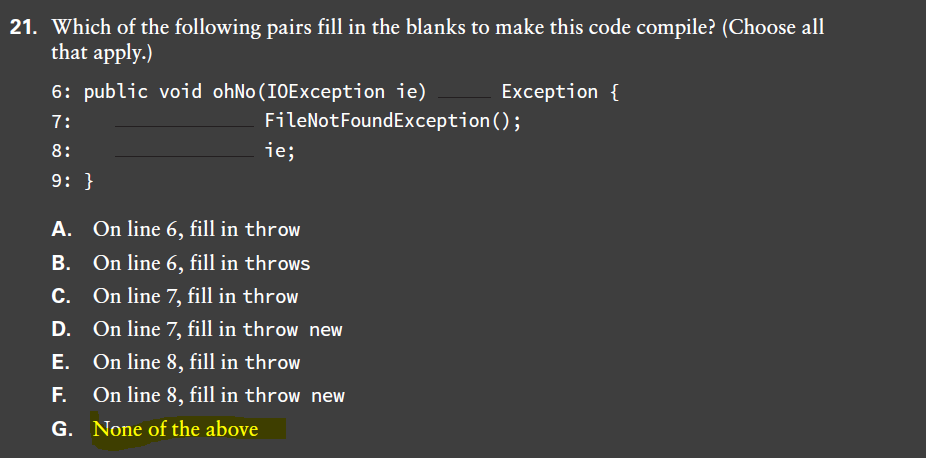 21. Which of the following pairs fill in the blanks to make this code compile? (Choose all
that apply.)
6: public void ohNo(IOException ie) _____ Exception {
7: _____________ FileNotFoundException();
8: _____________ ie;
9: }
A. On line 6, fill in throw
B. On line 6, fill in throws
C. On line 7, fill in throw
D. On line 7, fill in throw new
E. On line 8, fill in throw
F. On line 8, fill in throw new
G. None of the above